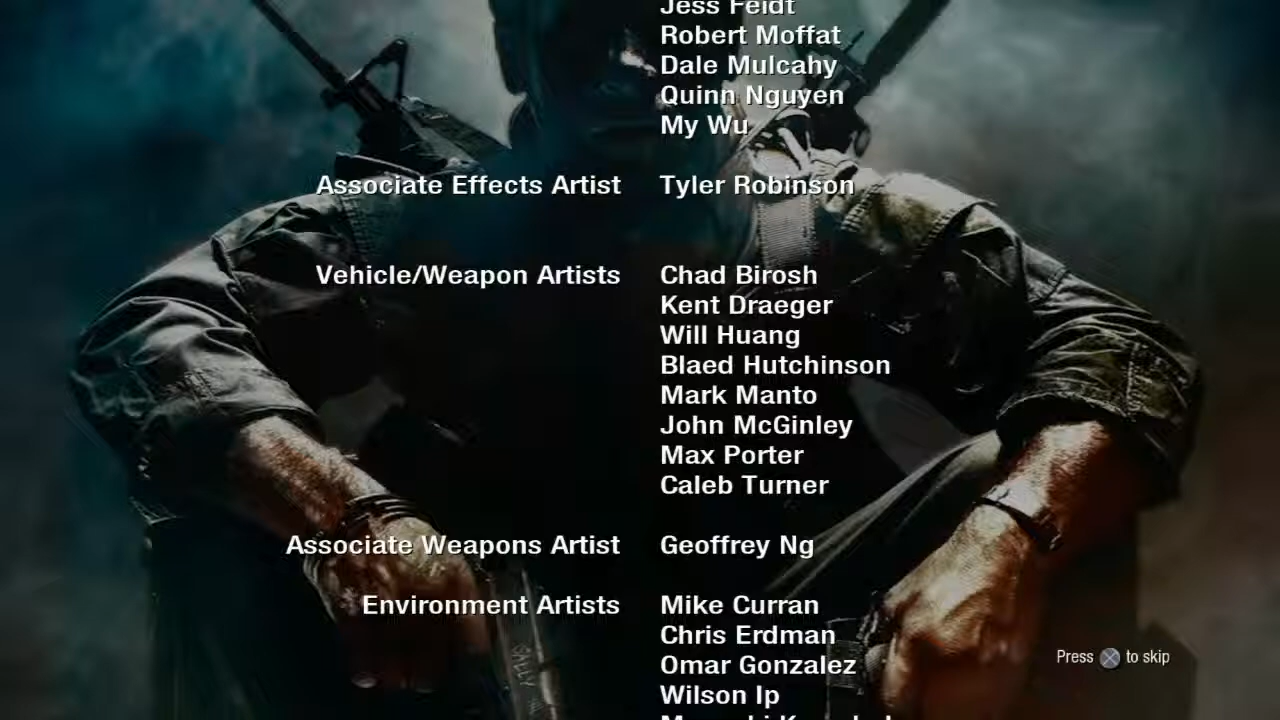 Jess Feidt
Robert Moffat
Dale Mulcahy
Quinn Nguyen
My Wu
Associate Effects Artist Tyler Robinson
Vehicle/Weapon Artists Chad Birosh
Kent Draeger
Will Huang
Blaed Hutchinson
Mark Manto
John McGinley
Max Porter
Caleb Turner
Associate Weapons Artist Geoffrey Ng
Environment Artists Mike Curran
Chris Erdman
Omar Gonzalez
Press X to skip
Wilson Ip
SALLY